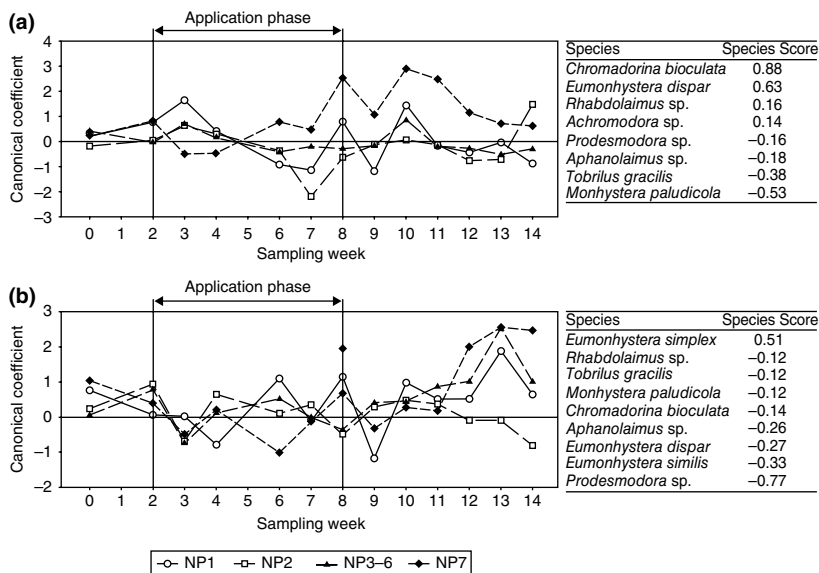 (a)
Application phase
4
3
2
1
0
–1
–2
–3
Canonical coefficient
0 1 2 3 4 5 6 7 8 9 10 11 12 13 14
Sampling week
Species Species Score
Chromadorina bioculata 0.88
Eumonhystera dispar 0.63
Rhabdolaimus sp. 0.16
Achromodora sp. 0.14
Prodesmodora sp. –0.16
Aphanolaimus sp. –0.18
Tobrilus gracilis –0.38
Monhystera paludicola –0.53
(b)
Application phase
3
2
1
0
–1
–2
Canonical coefficient
0 1 2 3 4 5 6 7 8 9 10 11 12 13 14
Sampling week
Species Species Score
Eumonhystera simplex 0.51
Rhabdolaimus sp. –0.12
Tobrilus gracilis –0.12
Monhystera paludicola –0.12
Chromadorina bioculata –0.14
Aphanolaimus sp. –0.26
Eumonhystera dispar –0.27
Eumonhystera similis –0.33
Prodesmodora sp. –0.77
NP1 NP2 NP3–6 NP7